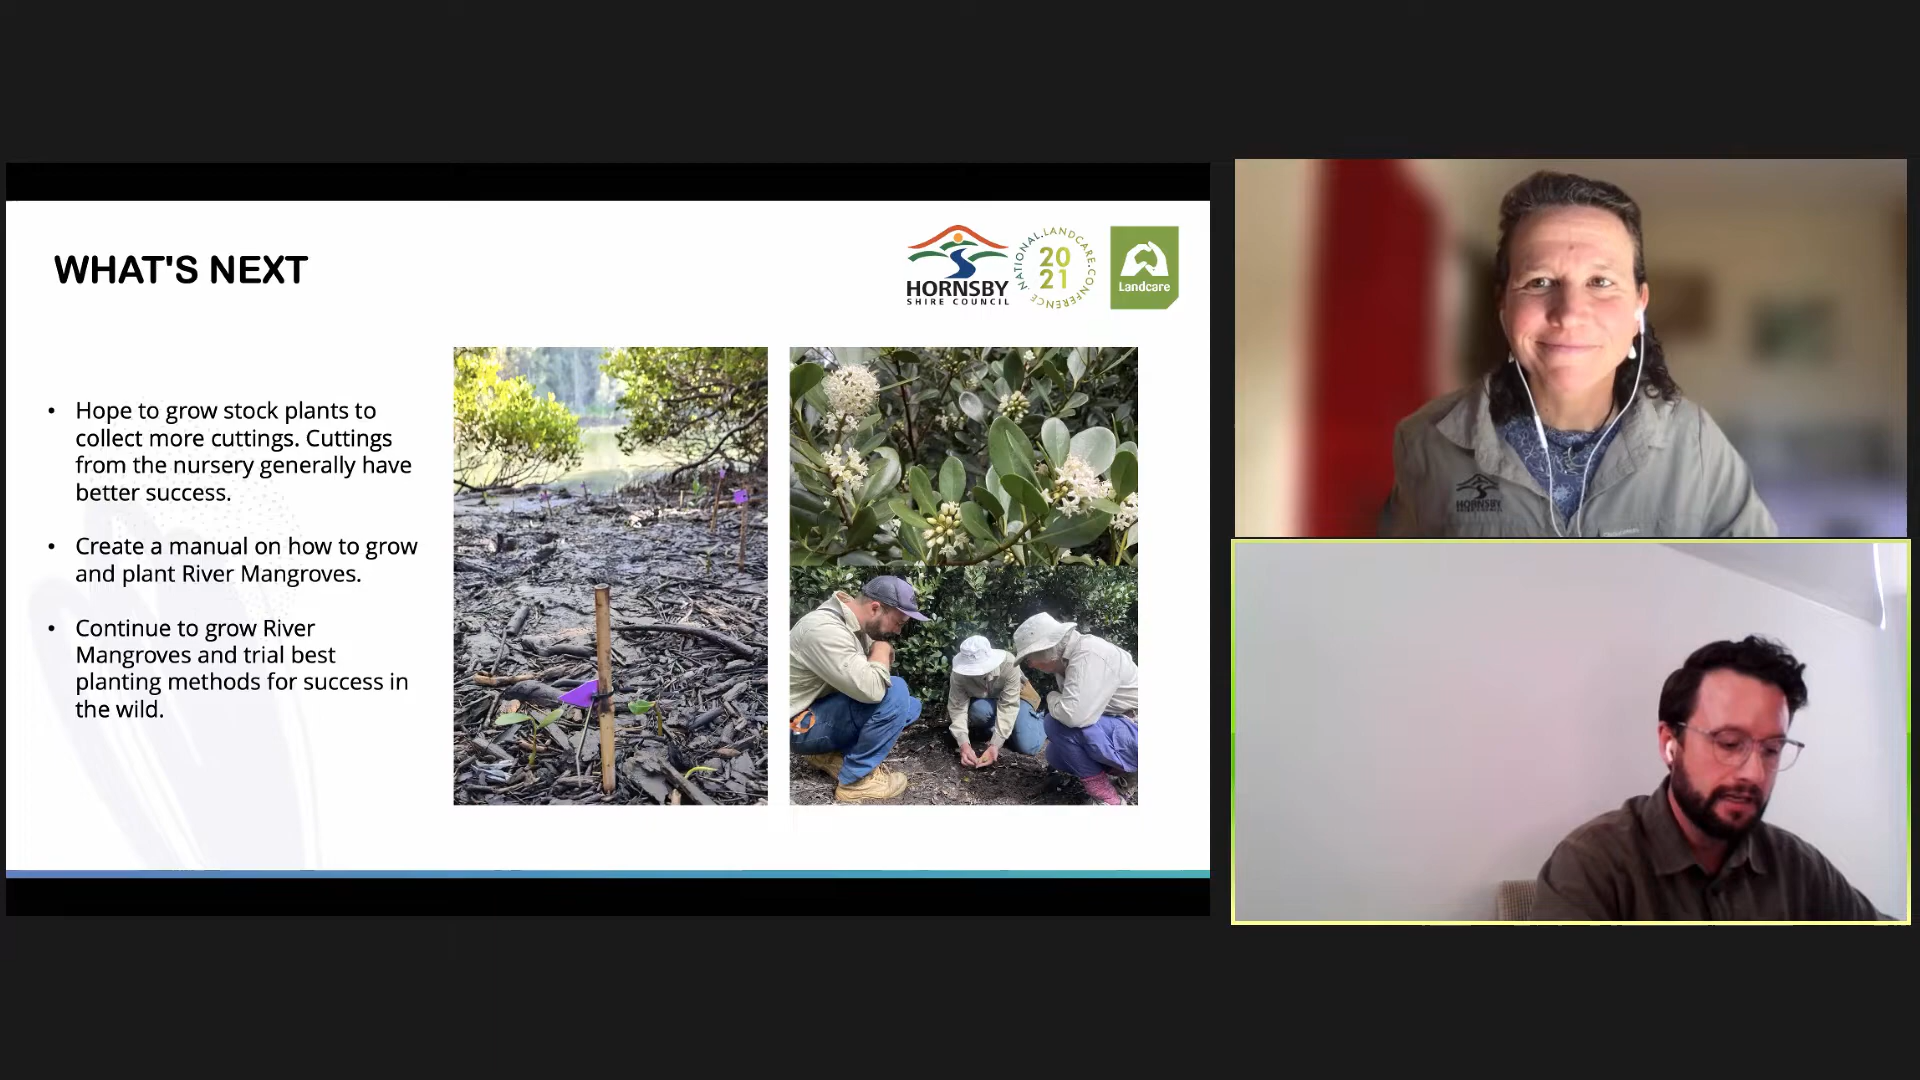 WHAT'S NEXT
HORNSBY
SHIRE COUNCIL
NATIONAL LANDCARE CONFERENCE
20
21
Landcare
• Hope to grow stock plants to
collect more cuttings. Cuttings
from the nursery generally have
better success.
• Create a manual on how to grow
and plant River Mangroves.
• Continue to grow River
Mangroves and trial best
planting methods for success in
the wild.
HORNSBY